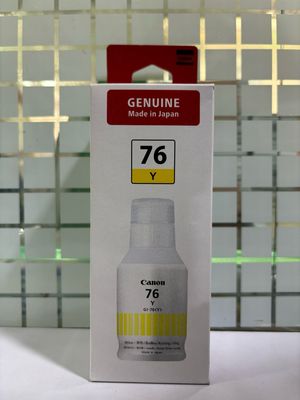 GENUINE
Made in Japan
76
Y
Canon
76
Y
GI-76(Y)